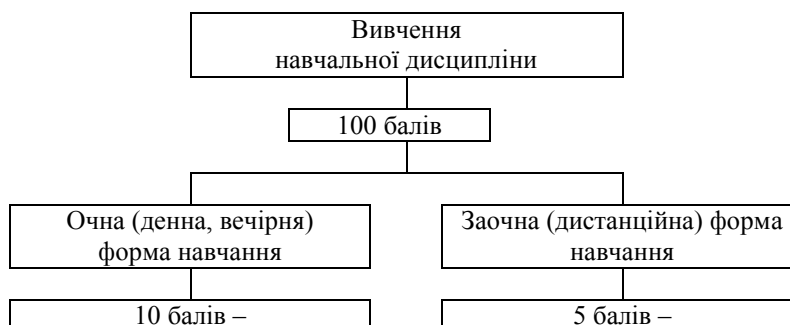 Вивчення
навчальної дисципліни
100 балів
Очна (денна, вечірня)
форма навчання
Заочна (дистанційна) форма
навчання
10 балів –
5 балів –